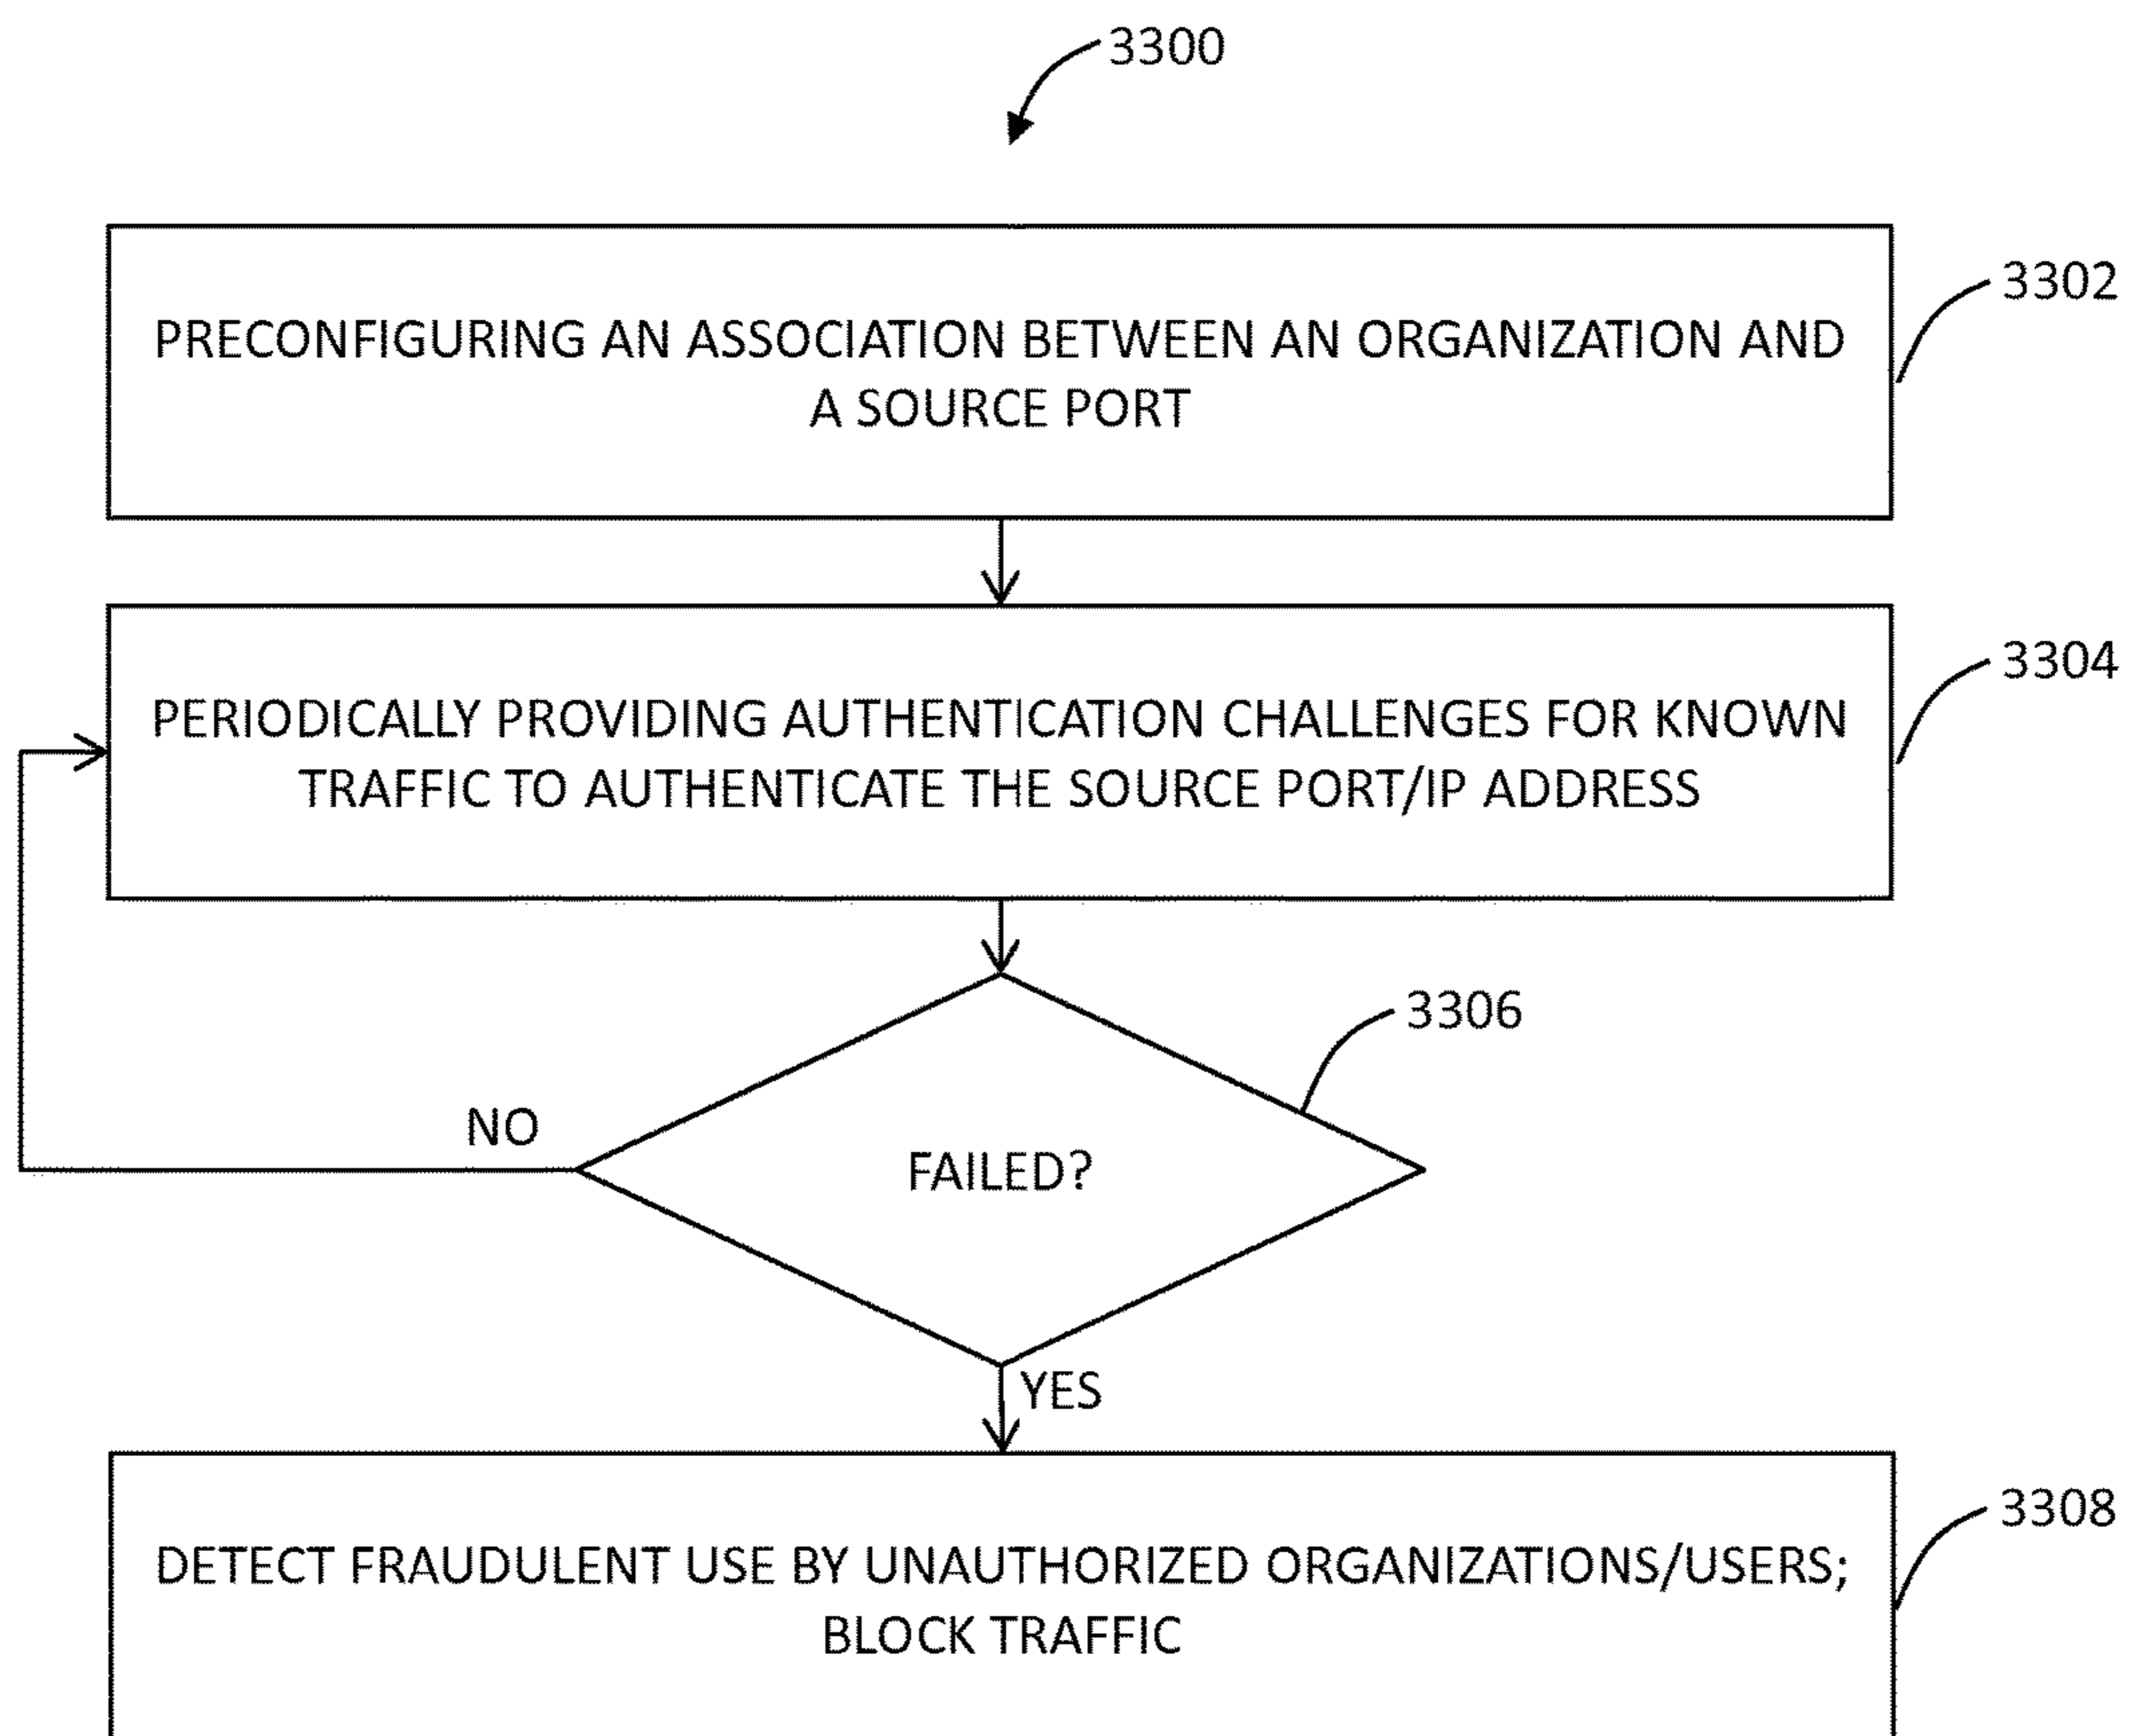 3300
3302
PRECONFIGURING AN ASSOCIATION BETWEEN AN ORGANIZATION AND
A SOURCE PORT
3304
PERIODICALLY PROVIDING AUTHENTICATION CHALLENGES FOR KNOWN
TRAFFIC TO AUTHENTICATE THE SOURCE PORT/IP ADDRESS
3306
NO
FAILED?
YES
3308
DETECT FRAUDULENT USE BY UNAUTHORIZED ORGANIZATIONS/USERS;
BLOCK TRAFFIC